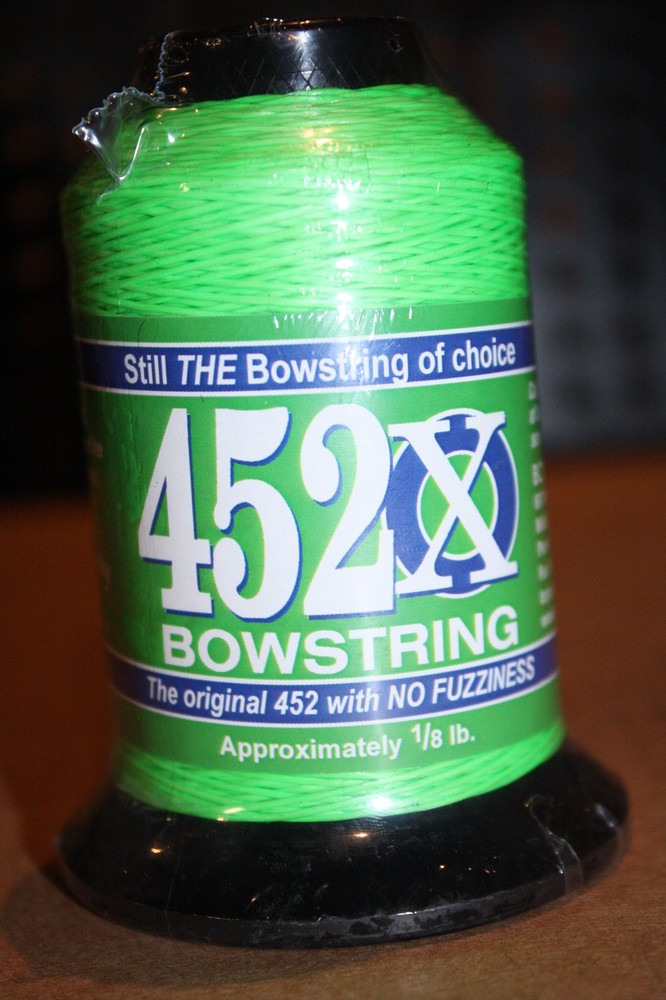 Still THE Bowstring of choice
452X
BOWSTRING
The original 452 with NO FUZZINESS
Approximately 1/8 lb.